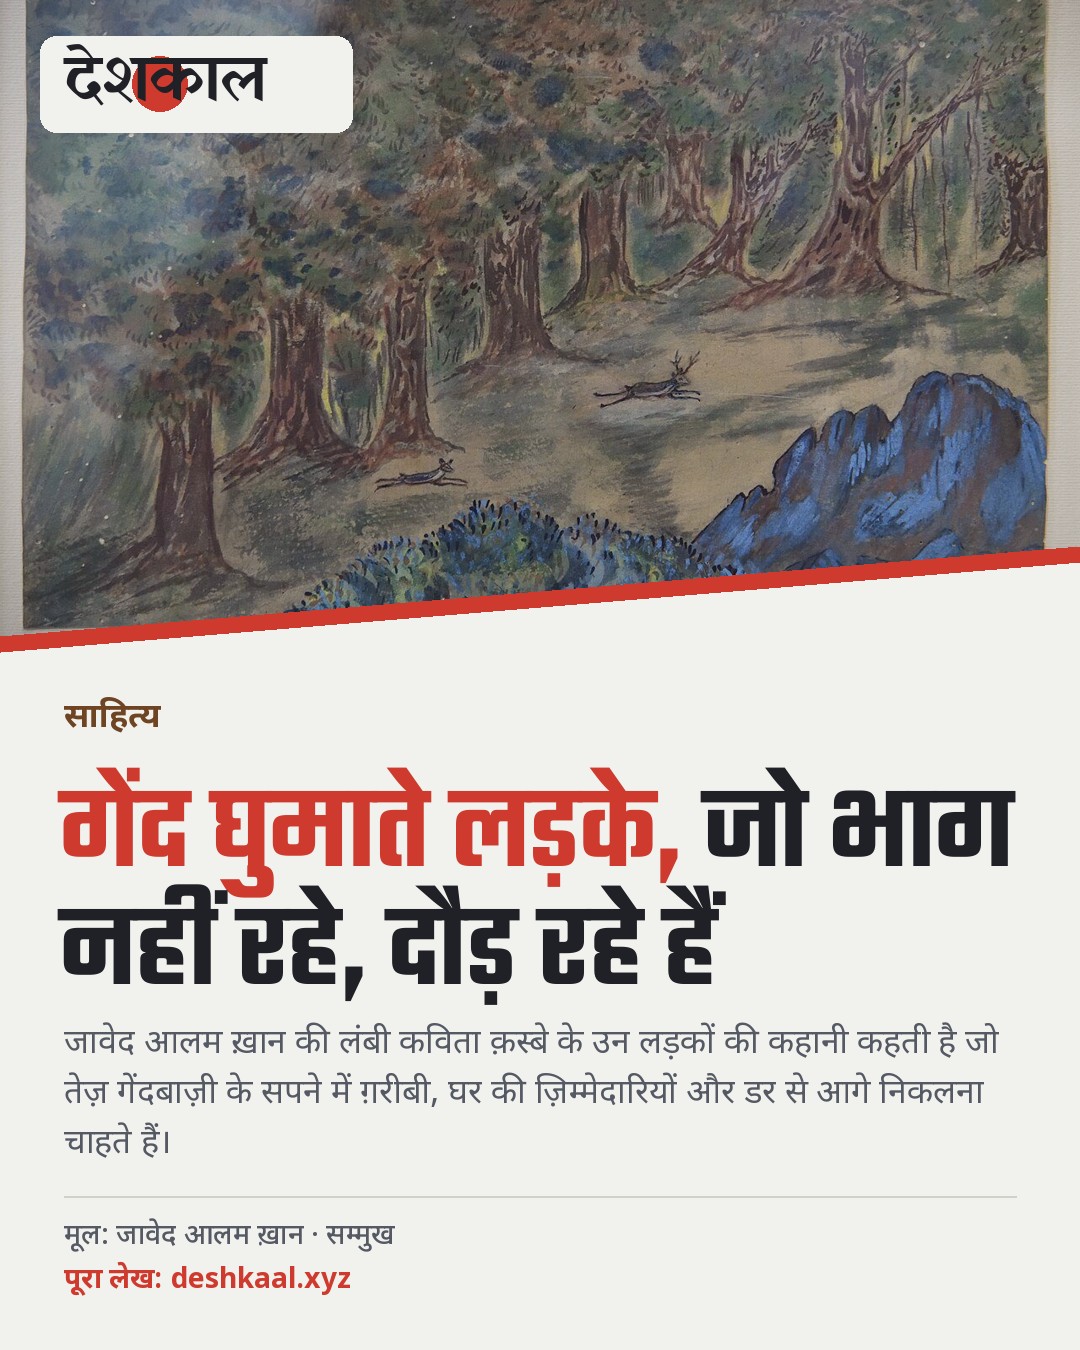 देशकाल
साहित्य
गेंद घुमाते लड़के, जो भाग
नहीं रहे, दौड़ रहे हैं
जावेद आलम ख़ान की लंबी कविता क़स्बे के उन लड़कों की कहानी कहती है जो
तेज़ गेंदबाज़ी के सपने में ग़रीबी, घर की ज़िम्मेदारियों और डर से आगे निकलना
चाहते हैं।
मूल: जावेद आलम ख़ान · सम्मुख
पूरा लेख: deshkaal.xyz